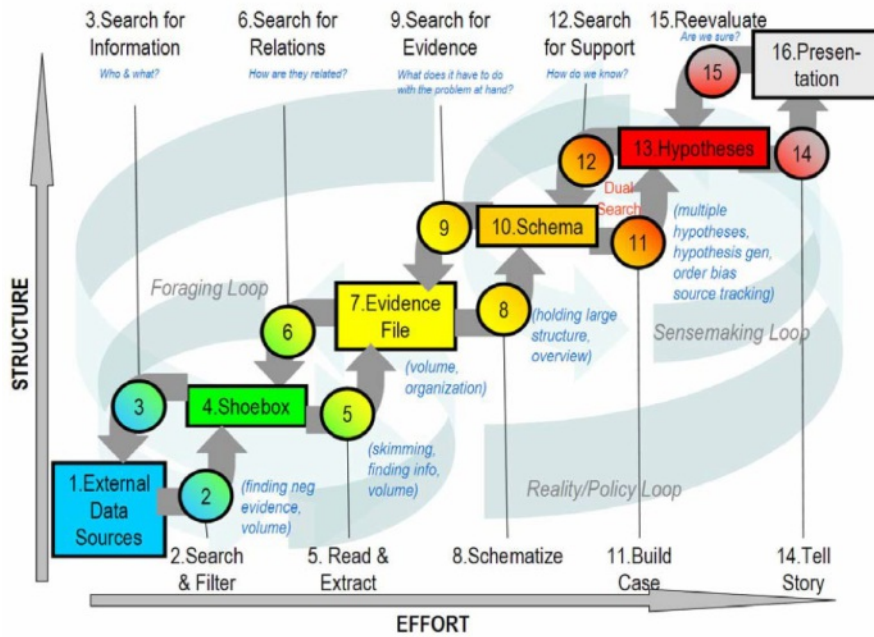 3.Search for
Information
Who & what?
6.Search for
Relations
How are they related?
9.Search for
Evidence
What does it have to do
with the problem at hand?
12.Search
for Support
How do we know?
15.Reevaluate
Are we sure?
16.Presen-
tation
15
13.Hypotheses
14
12
Dual
Search
11
(multiple
hypotheses,
hypothesis gen,
order bias
source tracking)
10.Schema
9
Foraging Loop
7.Evidence
File
8
(holding large
structure,
overview)
Sensemaking Loop
6
(volume,
organization)
4.Shoebox
3
5
(skimming,
finding info,
volume)
1.External
Data
Sources
2
(finding neg
evidence,
volume)
Reality/Policy Loop
2.Search
& Filter
5. Read &
Extract
8.Schematize
11.Build
Case
14.Tell
Story
STRUCTURE
EFFORT